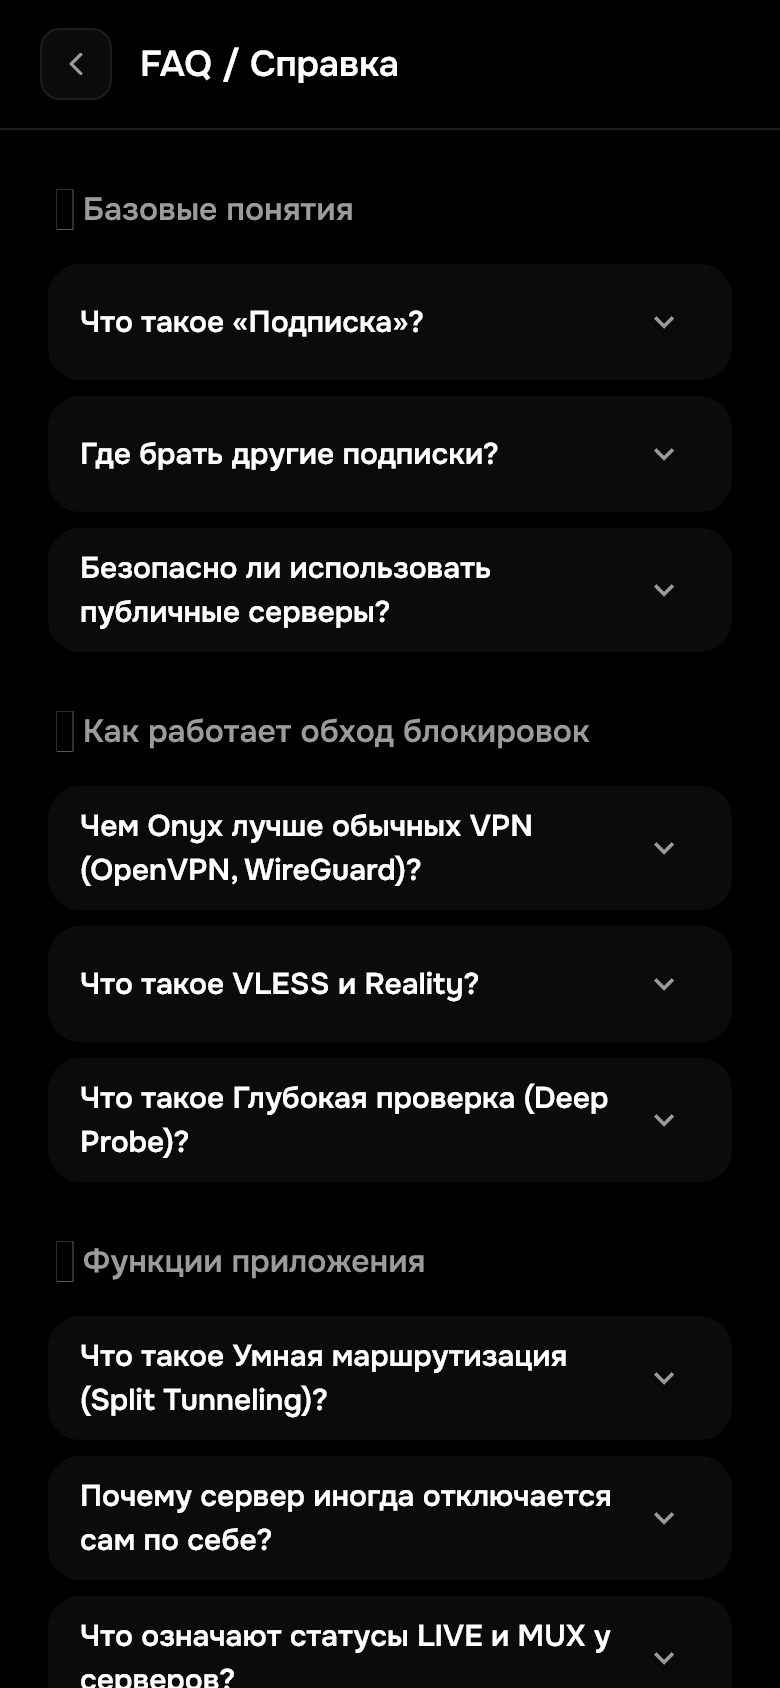 FAQ / Справка
Базовые понятия
Что такое «Подписка»?
Где брать другие подписки?
Безопасно ли использовать
публичные серверы?
Как работает обход блокировок
Чем Onyx лучше обычных VPN
(OpenVPN, WireGuard)?
Что такое VLESS и Reality?
Что такое Глубокая проверка (Deep
Probe)?
Функции приложения
Что такое Умная маршрутизация
(Split Tunneling)?
Почему сервер иногда отключается
сам по себе?
Что означают статусы LIVE и MUX у
серверов?